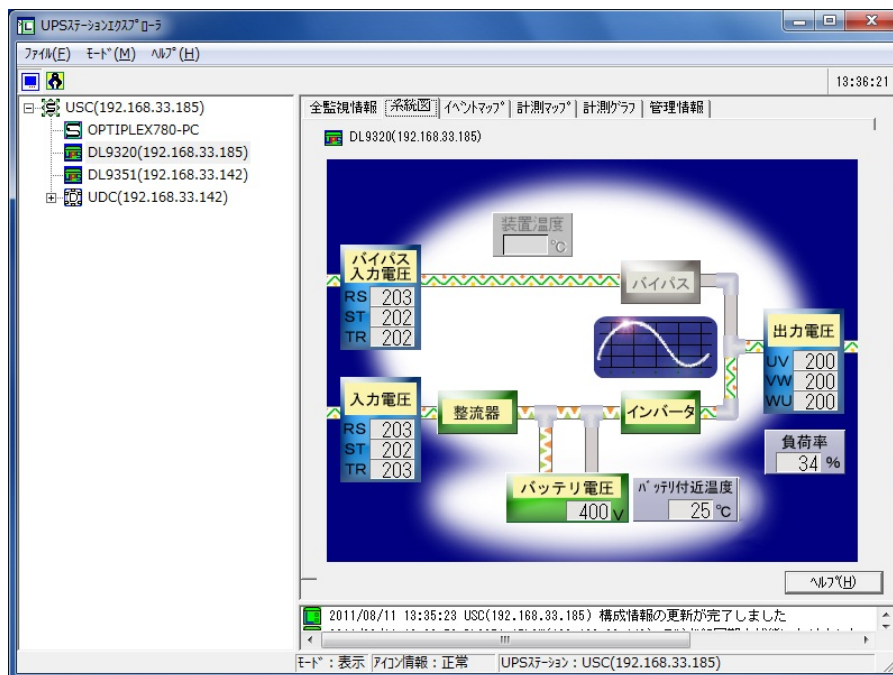 UPSｽﾃｰｼｮﾝｴｸｽﾌﾟﾛｰﾗ
ﾌｧｲﾙ(F) ﾓｰﾄﾞ(M) ﾍﾙﾌﾟ(H)
13:36:21
USC(192.168.33.185)
OPTIPLEX780-PC
DL9320(192.168.33.185)
DL9351(192.168.33.142)
UDC(192.168.33.142)
全監視情報 系統図 ｲﾍﾞﾝﾄﾏｯﾌﾟ 計測ﾏｯﾌﾟ 計測ｸﾞﾗﾌ 管理情報
DL9320(192.168.33.185)
装置温度
℃
バイパス
入力電圧
RS 203
ST 202
TR 202
バイパス
出力電圧
UV 200
VW 200
WU 200
入力電圧
RS 203
ST 202
TR 203
整流器
インバータ
負荷率
34 %
バッテリ電圧
400 V
ﾊﾞｯﾃﾘ付近温度
25 ℃
ﾍﾙﾌﾟ(H)
2011/08/11 13:35:23 USC(192.168.33.185) 構成情報の更新が完了しました
ﾓｰﾄﾞ：表示 ｱｲｺﾝ情報：正常 UPSｽﾃｰｼｮﾝ：USC(192.168.33.185)